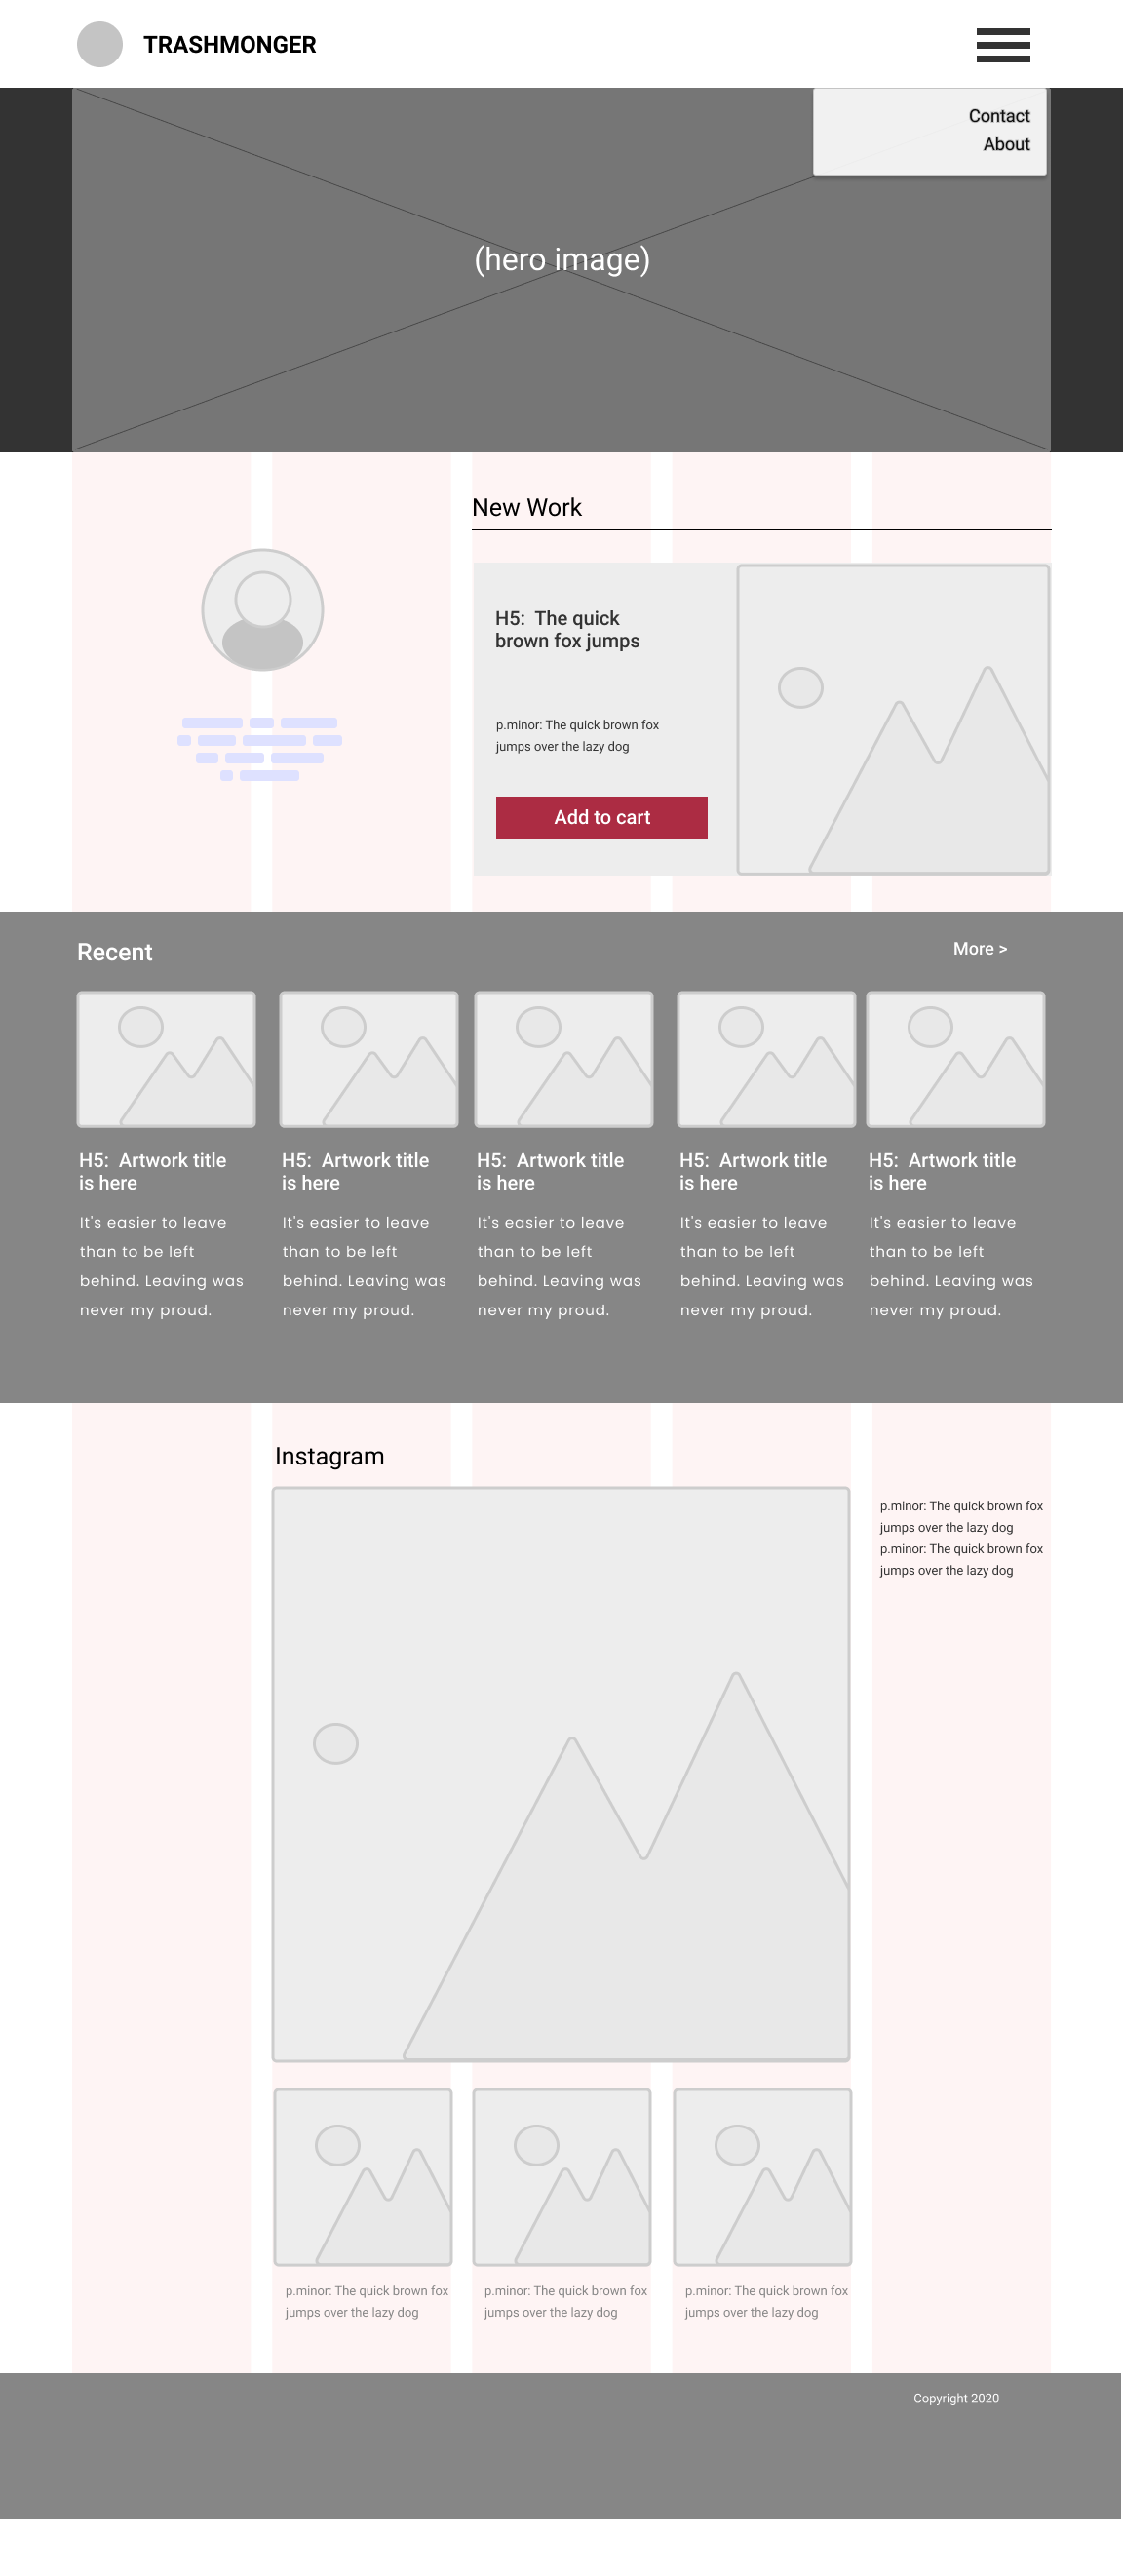 TRASHMONGER
Contact
About
(hero image)
New Work
H5:  The quick
brown fox jumps
p.minor: The quick brown fox
jumps over the lazy dog
Add to cart
Recent
More >
H5:  Artwork title
is here
It's easier to leave
than to be left
behind. Leaving was
never my proud.
H5:  Artwork title
is here
It's easier to leave
than to be left
behind. Leaving was
never my proud.
H5:  Artwork title
is here
It's easier to leave
than to be left
behind. Leaving was
never my proud.
H5:  Artwork title
is here
It's easier to leave
than to be left
behind. Leaving was
never my proud.
H5:  Artwork title
is here
It's easier to leave
than to be left
behind. Leaving was
never my proud.
Instagram
p.minor: The quick brown fox
jumps over the lazy dog
p.minor: The quick brown fox
jumps over the lazy dog
p.minor: The quick brown fox
jumps over the lazy dog
p.minor: The quick brown fox
jumps over the lazy dog
p.minor: The quick brown fox
jumps over the lazy dog
Copyright 2020